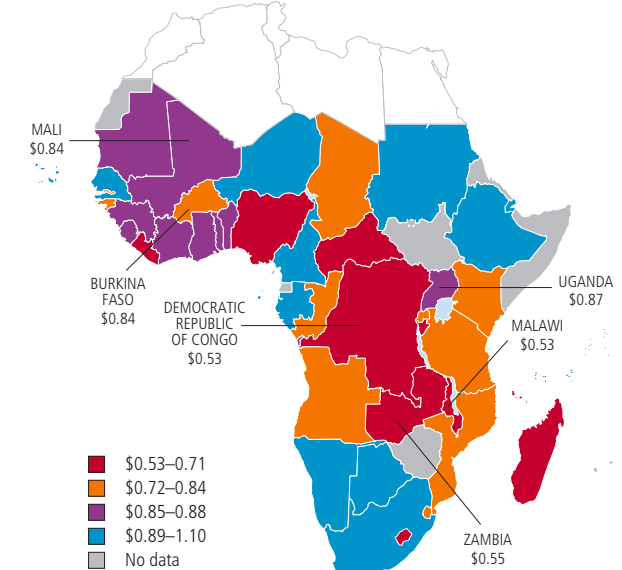 MALI
$0.84
BURKINA
FASO
$0.84
DEMOCRATIC
REPUBLIC
OF CONGO
$0.53
UGANDA
$0.87
MALAWI
$0.53
ZAMBIA
$0.55
$0.53–0.71
$0.72–0.84
$0.85–0.88
$0.89–1.10
No data